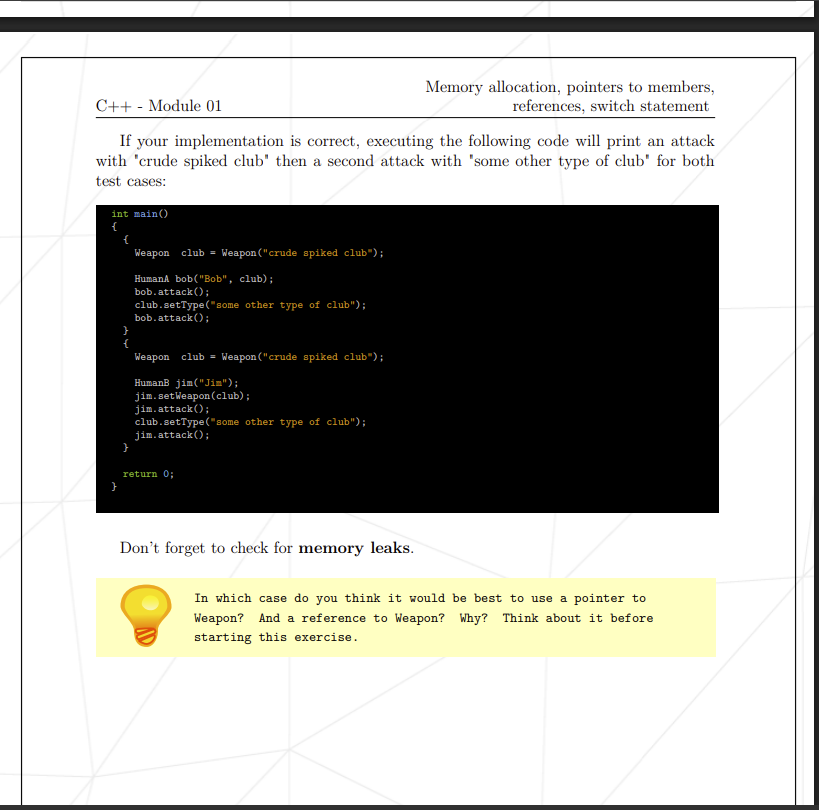 Memory allocation, pointers to members,
C++ - Module 01 references, switch statement
If your implementation is correct, executing the following code will print an attack
with "crude spiked club" then a second attack with "some other type of club" for both
test cases:
int main()
{
{
Weapon club = Weapon("crude spiked club");
HumanA bob("Bob", club);
bob.attack();
club.setType("some other type of club");
bob.attack();
}
{
Weapon club = Weapon("crude spiked club");
HumanB jim("Jim");
jim.setWeapon(club);
jim.attack();
club.setType("some other type of club");
jim.attack();
}
return 0;
}
Don't forget to check for memory leaks.
In which case do you think it would be best to use a pointer to
Weapon? And a reference to Weapon? Why? Think about it before
starting this exercise.